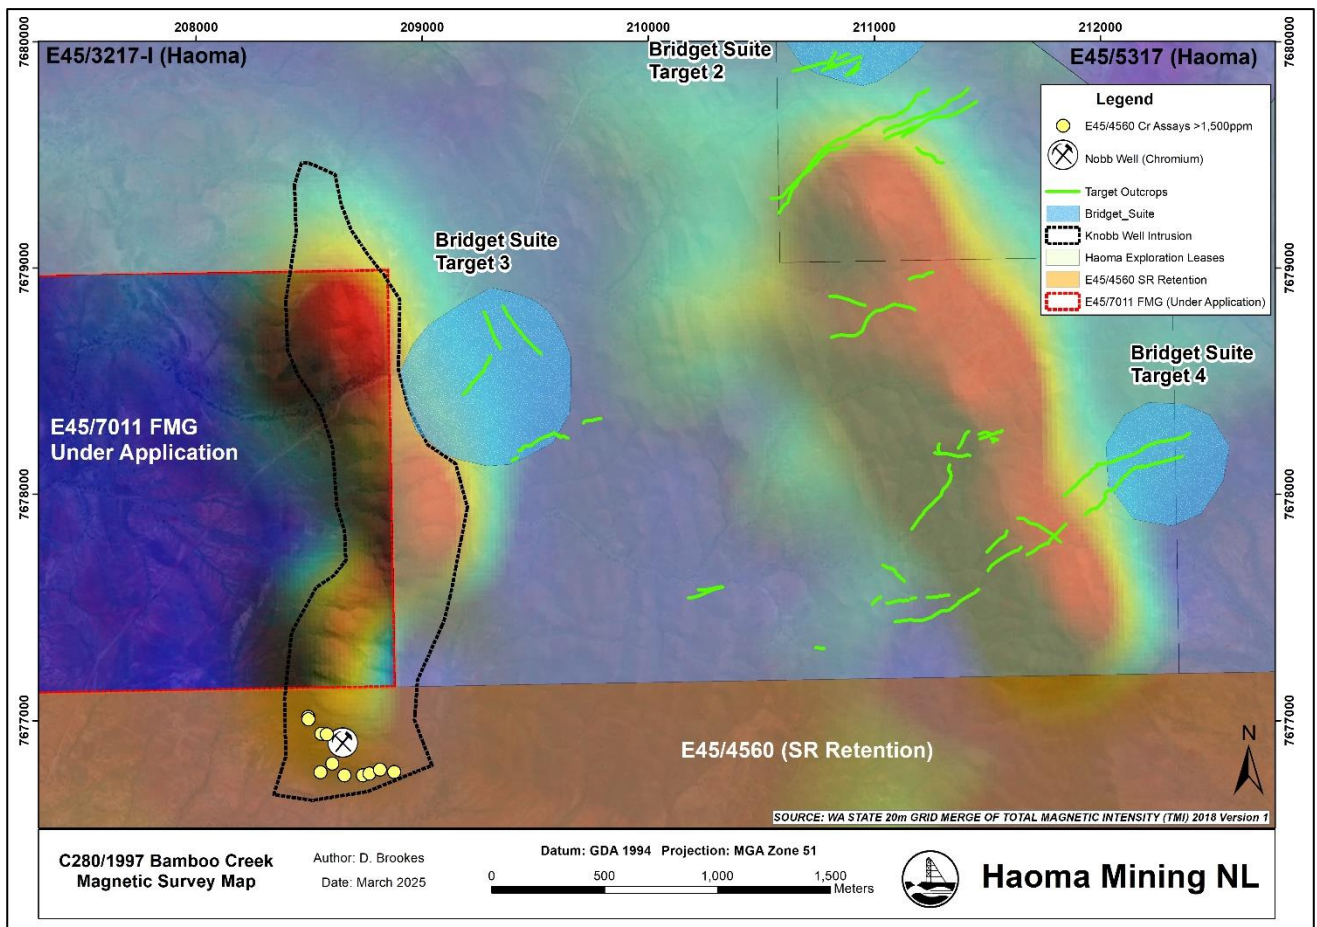 208000
209000
210000
211000
212000
7680000
7680000
E45/3217-I (Haoma)
Bridget Suite
Target 2
E45/5317 (Haoma)
Legend
E45/4560 Cr Assays >1,500ppm
Nobb Well (Chromium)
Target Outcrops
Bridget_Suite
Knobb Well Intrusion
Haoma Exploration Leases
E45/4560 SR Retention
E45/7011 FMG (Under Application)
Bridget Suite
Target 3
7679000
7679000
Bridget Suite
Target 4
E45/7011 FMG
Under Application
7678000
7678000
7677000
7677000
E45/4560 (SR Retention)
N
SOURCE: WA STATE 20m GRID MERGE OF TOTAL MAGNETIC INTENSITY (TMI) 2018 Version 1
C280/1997 Bamboo Creek
Magnetic Survey Map
Author: D. Brookes
Date: March 2025
Datum: GDA 1994 Projection: MGA Zone 51
0 500 1,000 1,500
Meters
Haoma Mining NL